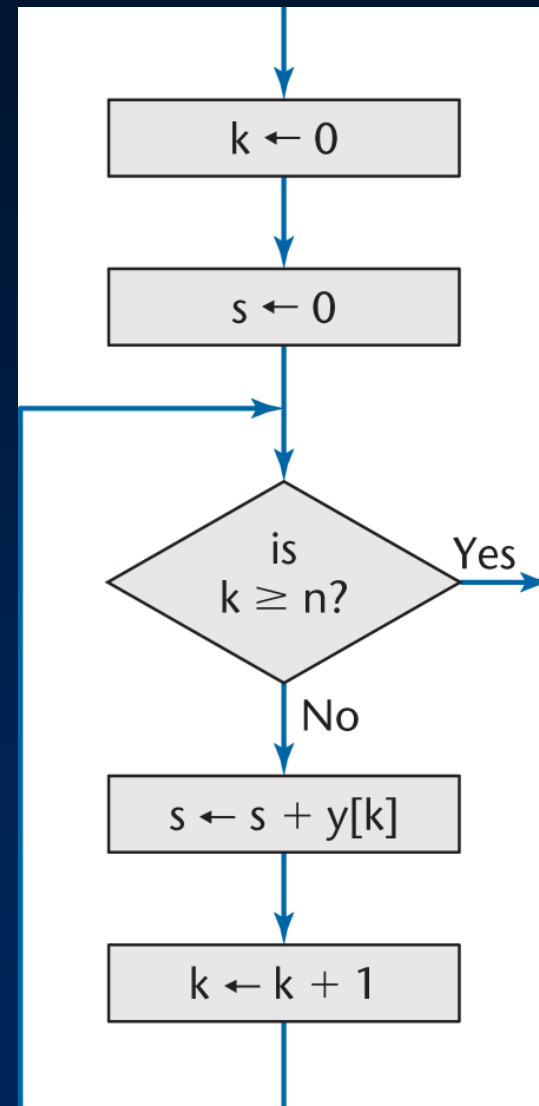 k ← 0
s ← 0
is
k ≥ n?
Yes
No
s ← s + y[k]
k ← k + 1